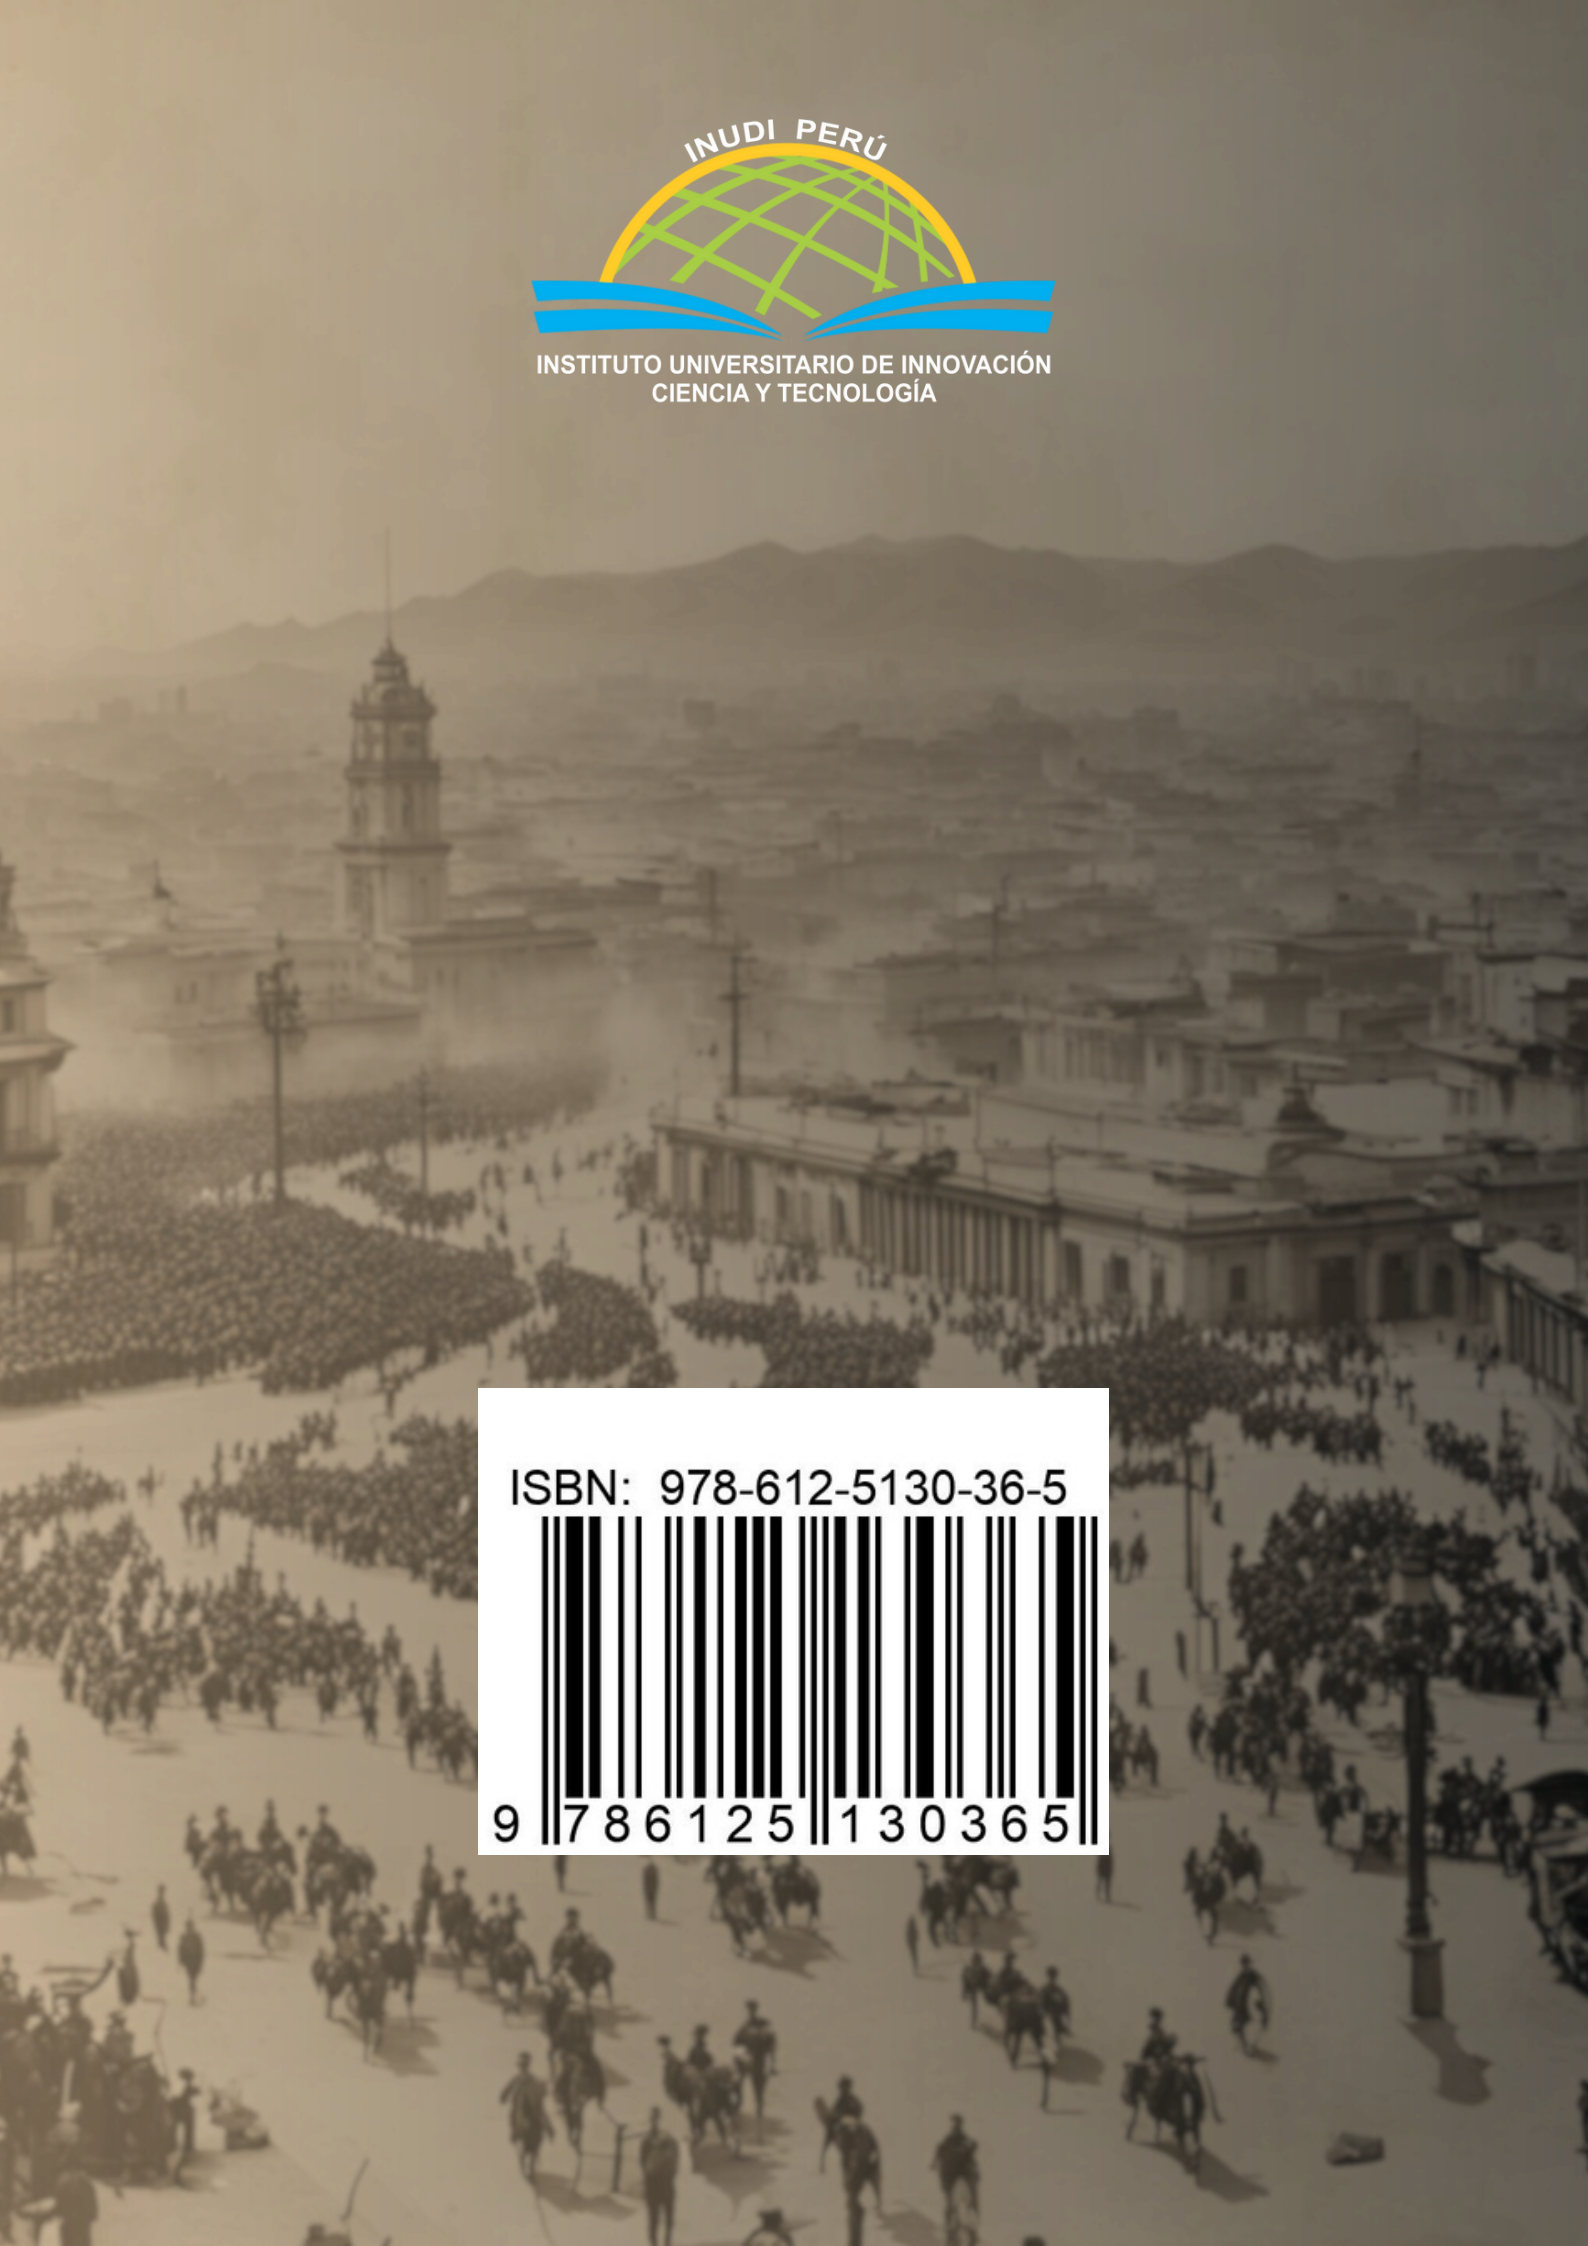 INUDI PERÚ
INSTITUTO UNIVERSITARIO DE INNOVACIÓN
CIENCIA Y TECNOLOGÍA
ISBN: 978-612-5130-36-5
9 786125 130365